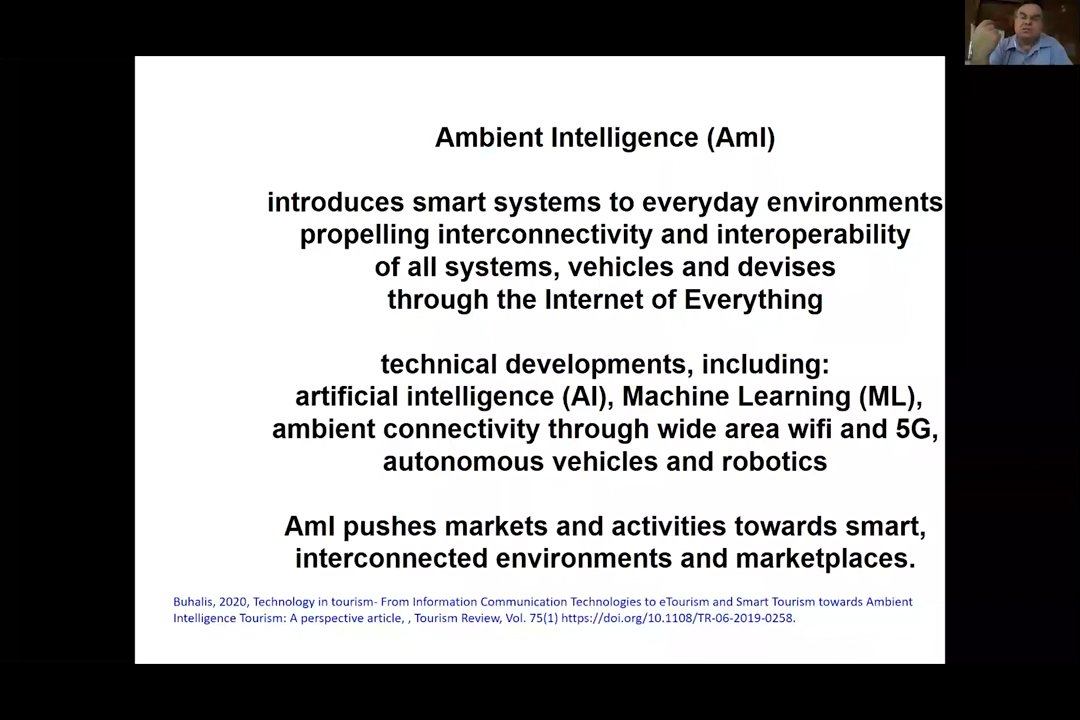 Ambient Intelligence (AmI)
introduces smart systems to everyday environments
propelling interconnectivity and interoperability
of all systems, vehicles and devises
through the Internet of Everything
technical developments, including:
artificial intelligence (AI), Machine Learning (ML),
ambient connectivity through wide area wifi and 5G,
autonomous vehicles and robotics
AmI pushes markets and activities towards smart,
interconnected environments and marketplaces.
Buhalis, 2020, Technology in tourism- From Information Communication Technologies to eTourism and Smart Tourism towards Ambient
Intelligence Tourism: A perspective article, , Tourism Review, Vol. 75(1) https://doi.org/10.1108/TR-06-2019-0258.